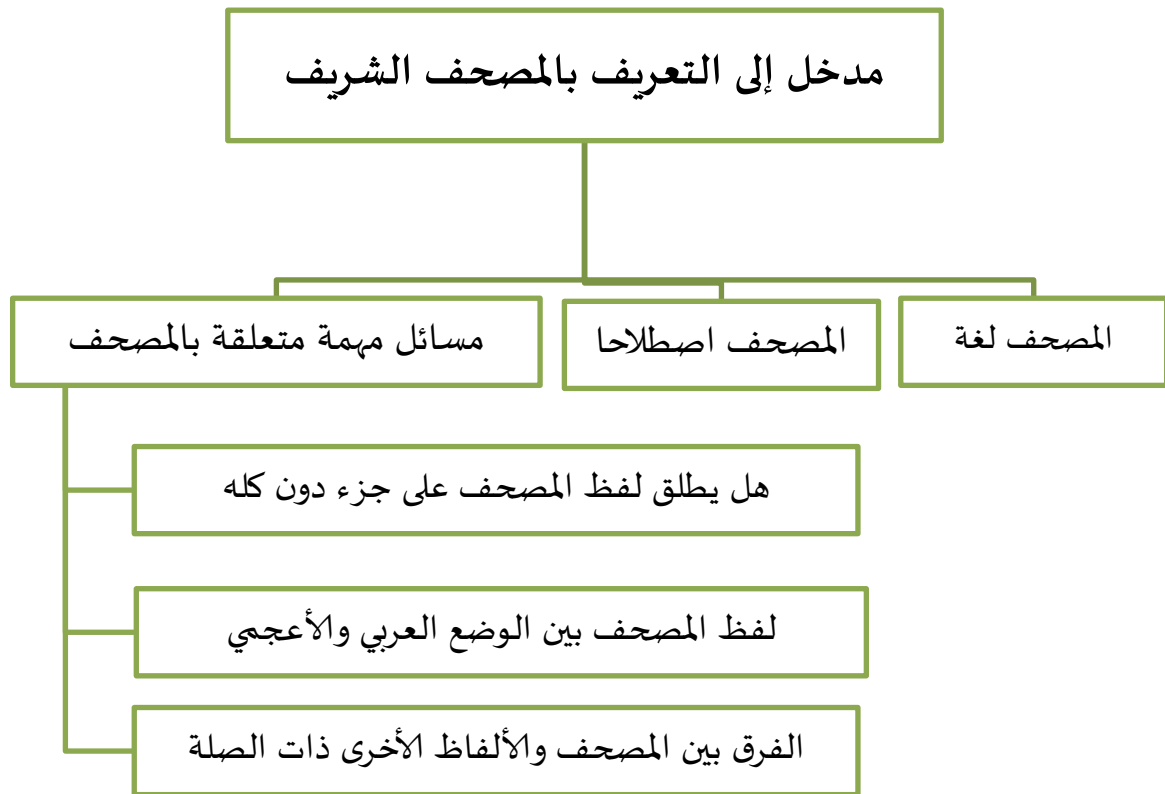 مدخل إلى التعريف بالمصحف الشريف
المصحف لغة
المصحف اصطلاحا
مسائل مهمة متعلقة بالمصحف
هل يطلق لفظ المصحف على جزء دون كله
لفظ المصحف بين الوضع العربي والأعجمي
الفرق بين المصحف والألفاظ الأخرى ذات الصلة